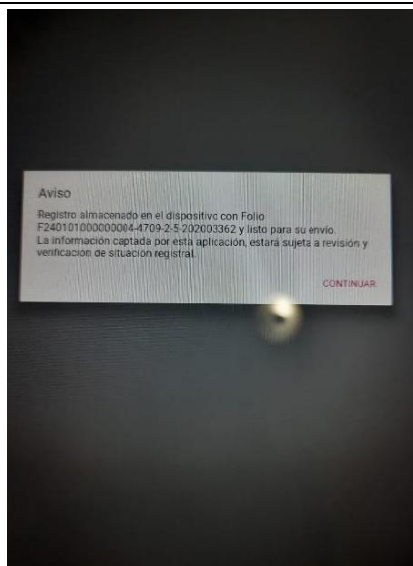 Aviso
Registro almacenado en el dispositivo con Folio
F240101000000004-4709-2-5-202003362 y listo para su envío.
La información captada por esta aplicación, estará sujeta a revisión y
verificación de situación registral.
CONTINUAR